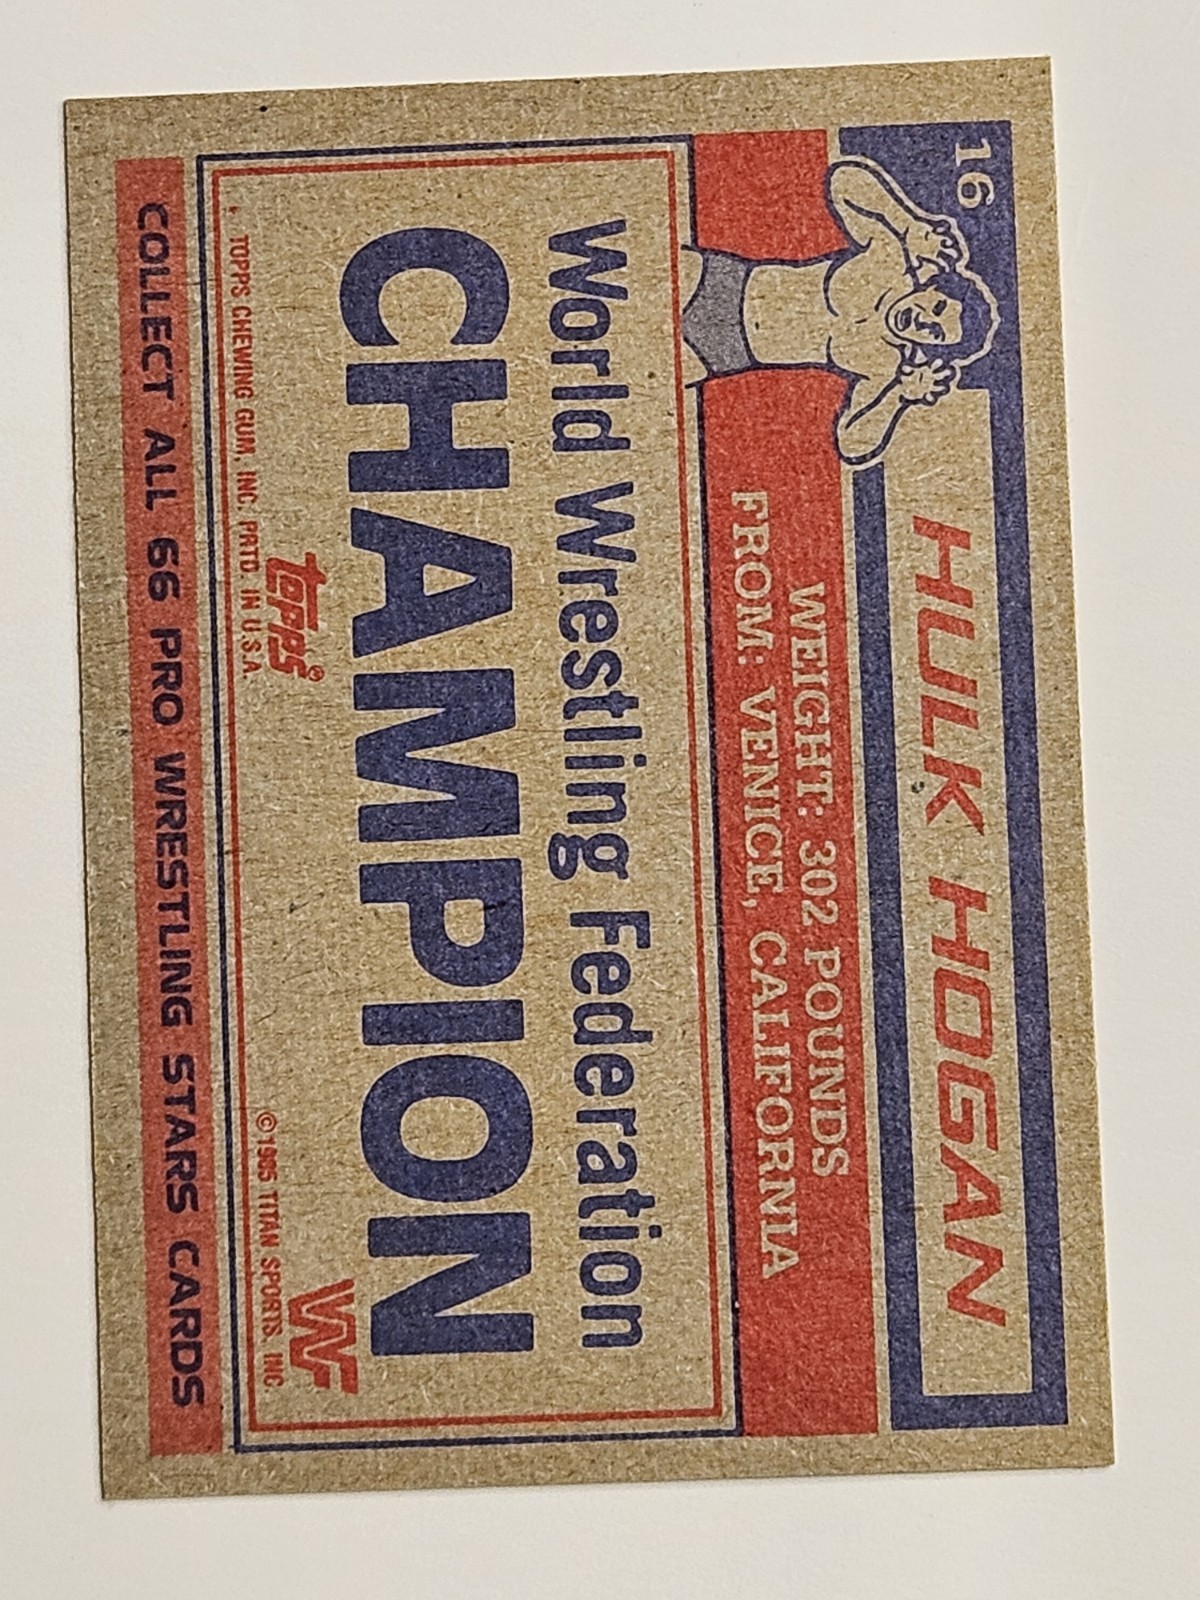 16
HULK HOGAN
WEIGHT: 302 POUNDS
FROM: VENICE, CALIFORNIA
World Wrestling Federation
CHAMPION
topps®
W
TOPPS CHEWING GUM, INC. PRTD. IN U.S.A.
©1985 TITAN SPORTS, INC.
COLLECT ALL 66 PRO WRESTLING STARS CARDS